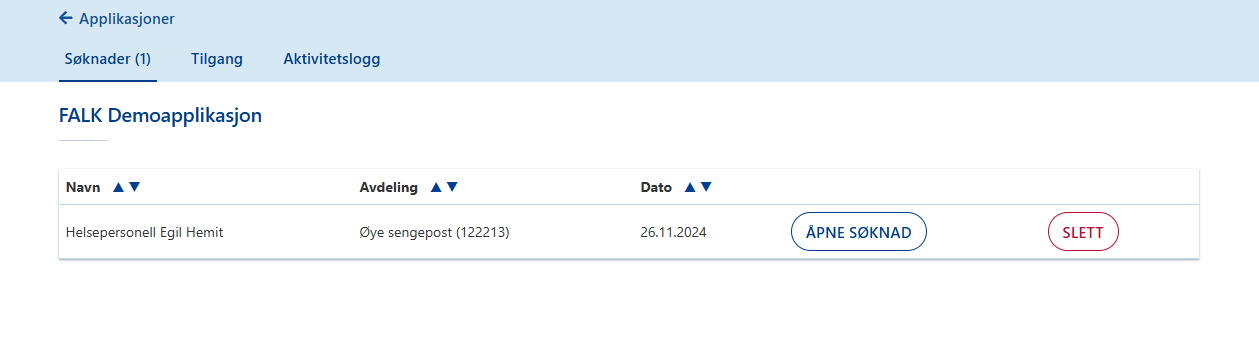 Applikasjoner
Søknader (1) Tilgang Aktivitetslogg
FALK Demoapplikasjon
Navn Avdeling Dato
Helsepersonell Egil Hemit Øye sengepost (122213) 26.11.2024 ÅPNE SØKNAD SLETT